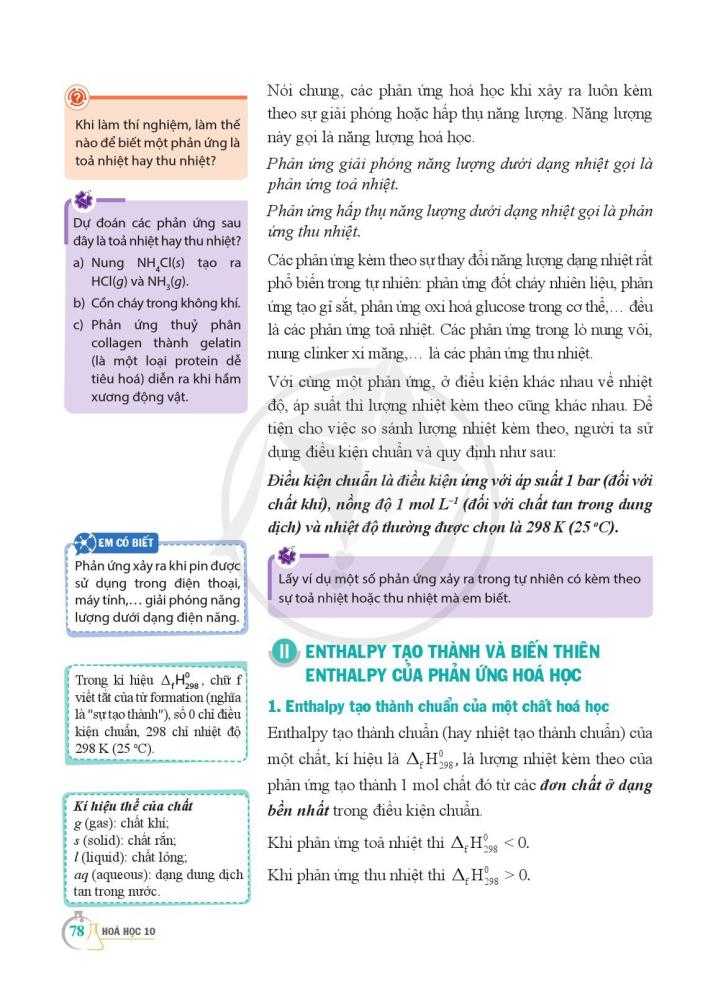 Khi làm thí nghiệm, làm thế
nào để biết một phản ứng là
toả nhiệt hay thu nhiệt?
Dự đoán các phản ứng sau
đây là toả nhiệt hay thu nhiệt?
a) Nung NH₄Cl(s) tạo ra
HCl(g) và NH₃(g).
b) Cồn cháy trong không khí.
c) Phản ứng thuỷ phân
collagen thành gelatin
(là một loại protein dễ
tiêu hoá) diễn ra khi hầm
xương động vật.
Nói chung, các phản ứng hoá học khi xảy ra luôn kèm
theo sự giải phóng hoặc hấp thụ năng lượng. Năng lượng
này gọi là năng lượng hoá học.
Phản ứng giải phóng năng lượng dưới dạng nhiệt gọi là
phản ứng toả nhiệt.
Phản ứng hấp thụ năng lượng dưới dạng nhiệt gọi là phản
ứng thu nhiệt.
Các phản ứng kèm theo sự thay đổi năng lượng dạng nhiệt rất
phổ biến trong tự nhiên: phản ứng đốt cháy nhiên liệu, phản
ứng tạo gỉ sắt, phản ứng oxi hoá glucose trong cơ thể,... đều
là các phản ứng toả nhiệt. Các phản ứng trong lò nung vôi,
nung clinker xi măng,... là các phản ứng thu nhiệt.
Với cùng một phản ứng, ở điều kiện khác nhau về nhiệt
độ, áp suất thì lượng nhiệt kèm theo cũng khác nhau. Để
tiện cho việc so sánh lượng nhiệt kèm theo, người ta sử
dụng điều kiện chuẩn và quy định như sau:
Điều kiện chuẩn là điều kiện ứng với áp suất 1 bar (đối với
chất khí), nồng độ 1 mol L⁻¹ (đối với chất tan trong dung
dịch) và nhiệt độ thường được chọn là 298 K (25 °C).
EM CÓ BIẾT
Phản ứng xảy ra khi pin được
sử dụng trong điện thoại,
máy tính,... giải phóng năng
lượng dưới dạng điện năng.
Lấy ví dụ một số phản ứng xảy ra trong tự nhiên có kèm theo
sự toả nhiệt hoặc thu nhiệt mà em biết.
II ENTHALPY TẠO THÀNH VÀ BIẾN THIÊN
ENTHALPY CỦA PHẢN ỨNG HOÁ HỌC
1. Enthalpy tạo thành chuẩn của một chất hoá học
Enthalpy tạo thành chuẩn (hay nhiệt tạo thành chuẩn) của
một chất, kí hiệu là ΔfH⁰₂₉₈, là lượng nhiệt kèm theo của
phản ứng tạo thành 1 mol chất đó từ các đơn chất ở dạng
bền nhất trong điều kiện chuẩn.
Khi phản ứng toả nhiệt thì ΔfH⁰₂₉₈ < 0.
Khi phản ứng thu nhiệt thì ΔfH⁰₂₉₈ > 0.
Trong kí hiệu ΔfH⁰₂₉₈, chữ f
viết tắt của từ formation (nghĩa
là "sự tạo thành"), số 0 chỉ điều
kiện chuẩn, 298 chỉ nhiệt độ
298 K (25 °C).
Kí hiệu thể của chất
g (gas): chất khí;
s (solid): chất rắn;
l (liquid): chất lỏng;
aq (aqueous): dạng dung dịch
tan trong nước.
78 HOÁ HỌC 10